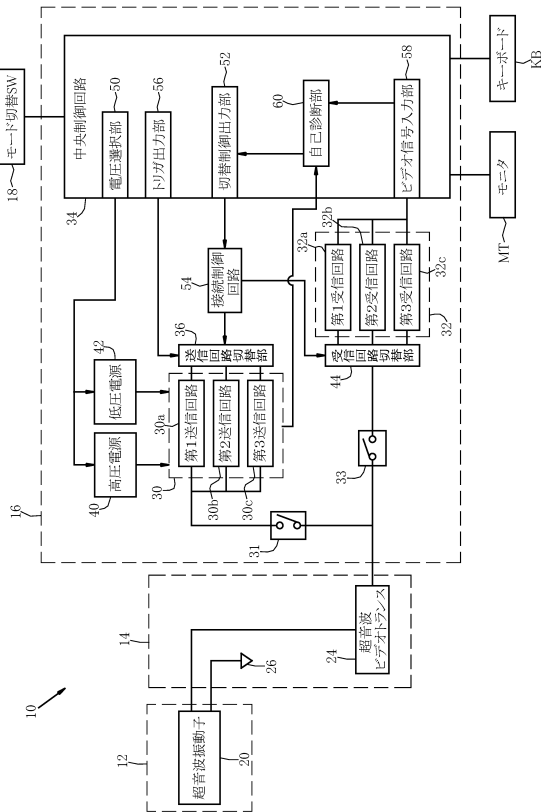 10
12
超音波振動子
20
14
26
24
超音波
ビデオトランス
16
18
モード切替SW
34
中央制御回路
50
電圧選択部
56
トリガ出力部
52
切替制御出力部
60
自己診断部
58
ビデオ信号入力部
40
高圧電源
42
低圧電源
54
接続制御
回路
36
送信回路切替部
30
30a
第1送信回路
30b
第2送信回路
30c
第3送信回路
31
32
32a
第1受信回路
32b
第2受信回路
32c
第3受信回路
44
受信回路切替部
33
MT
モニタ
KB
キーボード